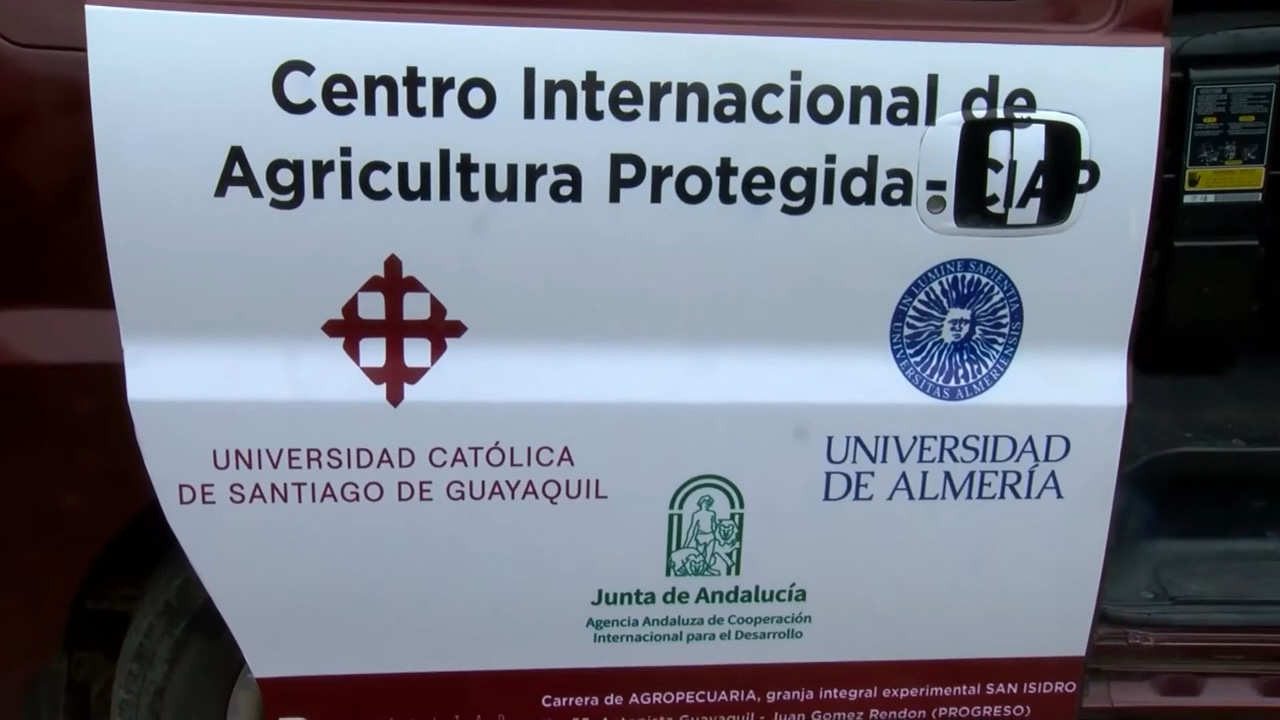 Centro Internacional de
Agricultura Protegida - CIAP
IN LUMINE SAPIENTIA
UNIVERSITAS ALMERIENSIS
UNIVERSIDAD CATÓLICA
DE SANTIAGO DE GUAYAQUIL
UNIVERSIDAD
DE ALMERÍA
Junta de Andalucía
Agencia Andaluza de Cooperación
Internacional para el Desarrollo
Carrera de AGROPECUARIA, granja integral experimental SAN ISIDRO
Guayaquil - Juan Gomez Rendon (PROGRESO)